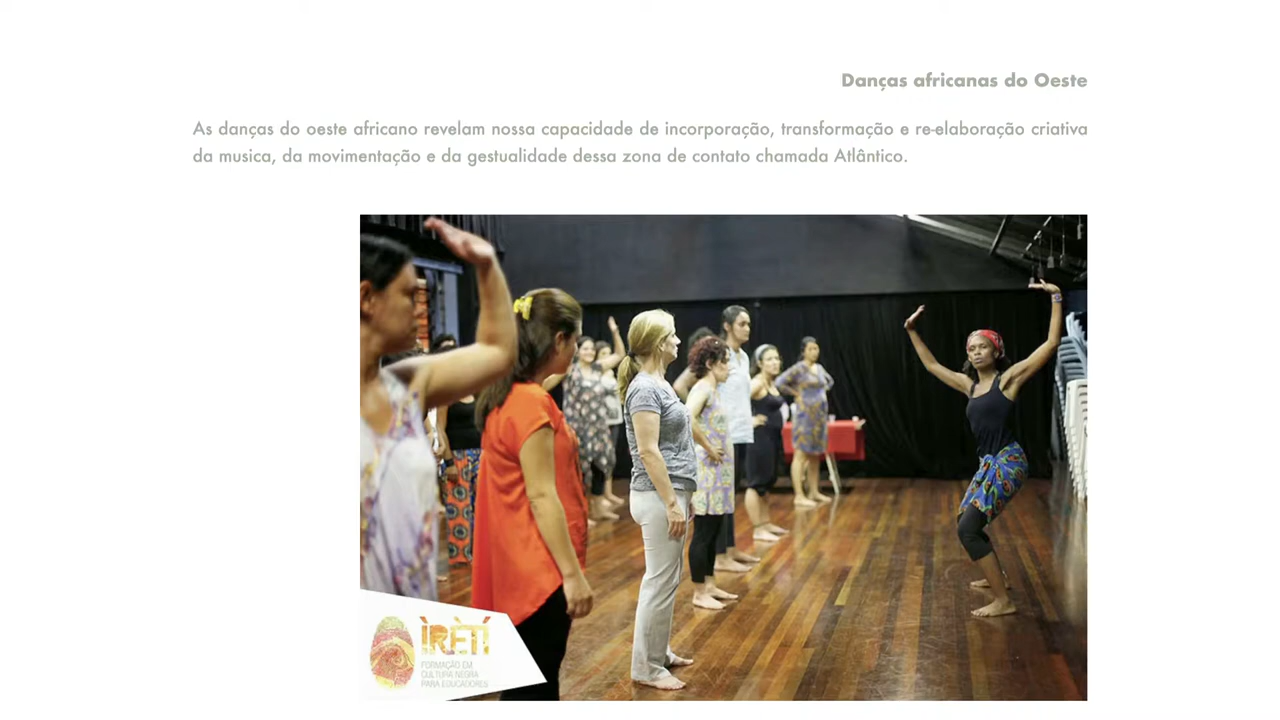 Danças africanas do Oeste
As danças do oeste africano revelam nossa capacidade de incorporação, transformação e re-elaboração criativa
da musica, da movimentação e da gestualidade dessa zona de contato chamada Atlântico.
ÌRÈTÍ
FORMAÇÃO EM
CULTURA NEGRA
PARA EDUCADORES